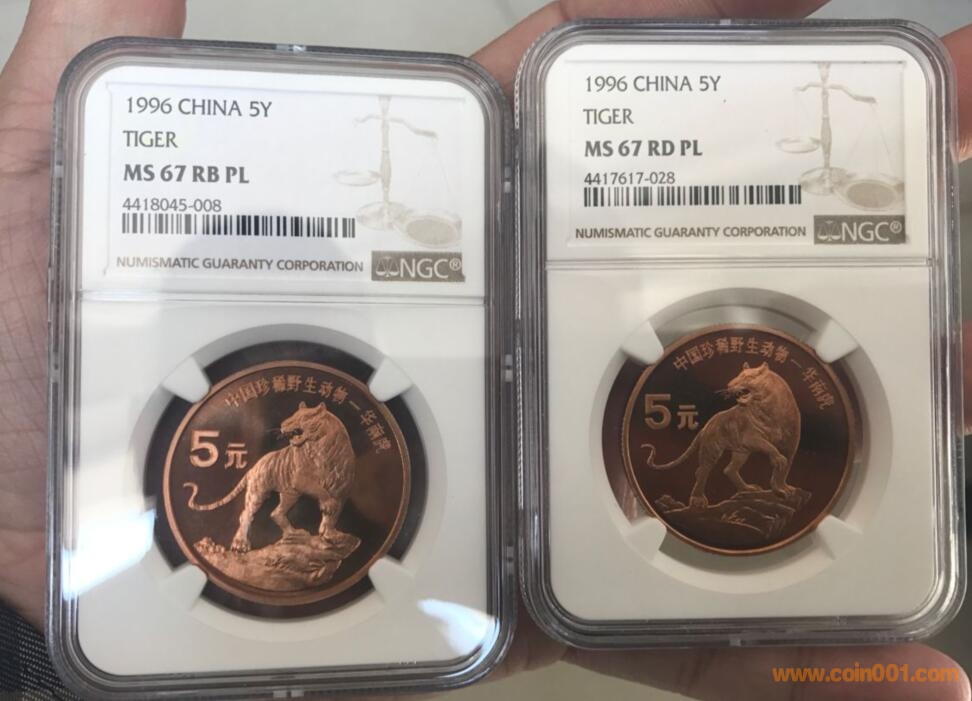 1996 CHINA 5Y
TIGER
MS 67 RB PL
4418045-008
NUMISMATIC GUARANTY CORPORATION
NGC®
中国珍稀野生动物—华南虎
5元
1996 CHINA 5Y
TIGER
MS 67 RD PL
4417617-028
NUMISMATIC GUARANTY CORPORATION
NGC®
中国珍稀野生动物—华南虎
5元
www.coin001.com